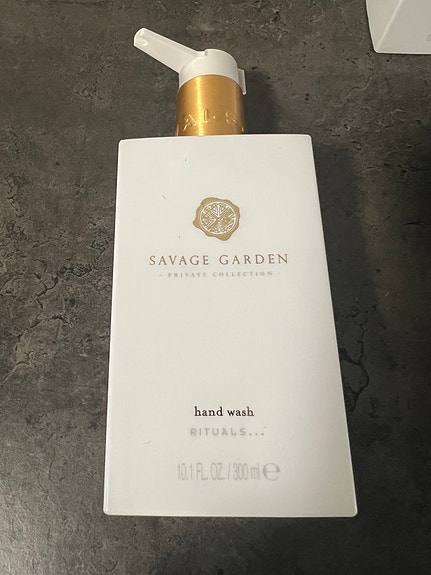 SAVAGE GARDEN
- PRIVATE COLLECTION -
hand wash
RITUALS...
10.1 FL. OZ. / 300 ml ℮